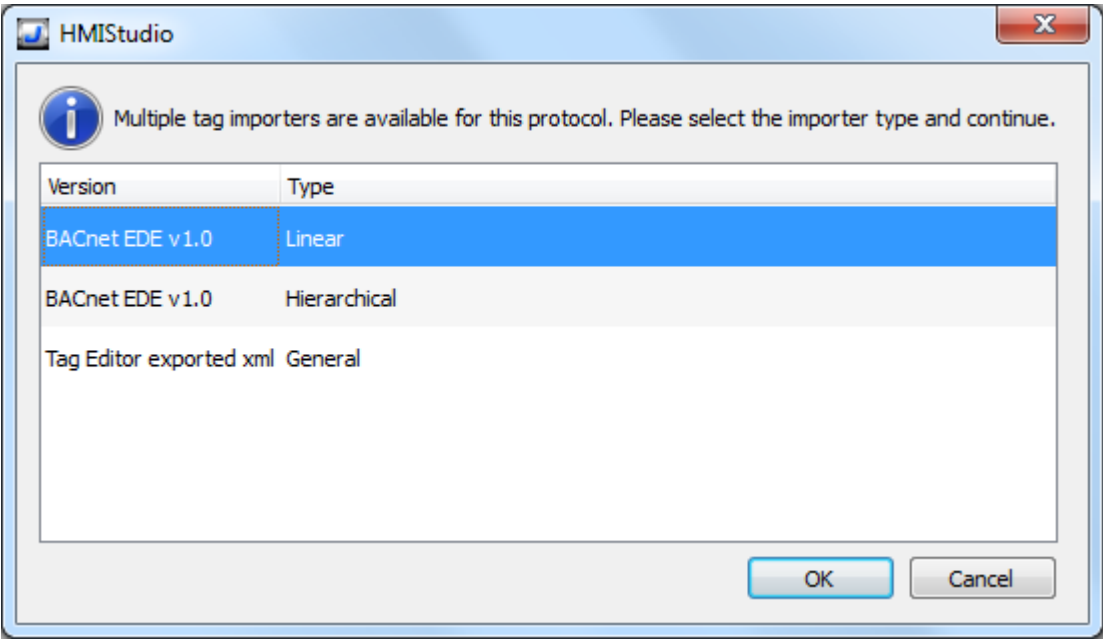 HMIStudio
Multiple tag importers are available for this protocol. Please select the importer type and continue.
Version Type
BACnet EDE v1.0 Linear
BACnet EDE v1.0 Hierarchical
Tag Editor exported xml General
OK Cancel